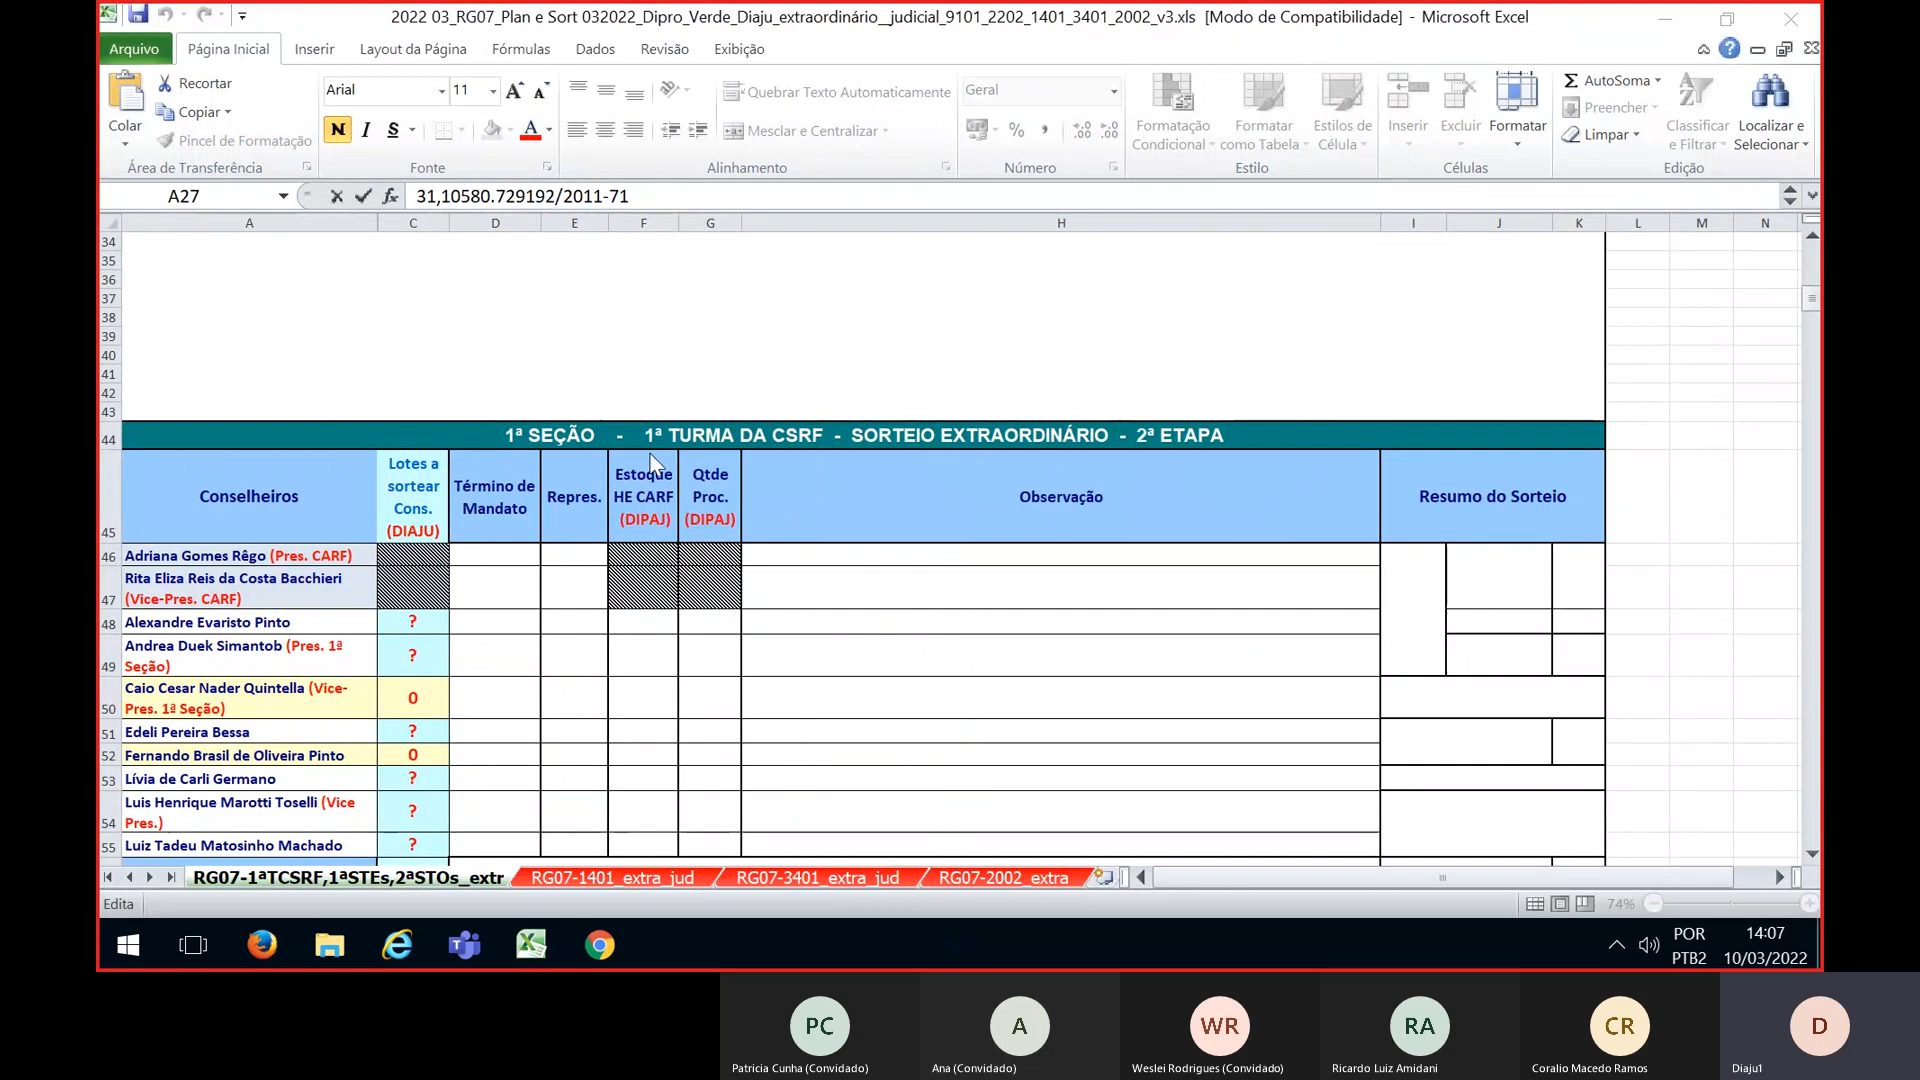 2022 03_RG07_Plan e Sort 032022_Dipro_Verde_Diaju_extraordinário__judicial_9101_2202_1401_3401_2002_v3.xls [Modo de Compatibilidade] - Microsoft Excel
Arquivo Página Inicial Inserir Layout da Página Fórmulas Dados Revisão Exibição
Colar
Recortar
Copiar
Pincel de Formatação
Área de Transferência
Arial 11
N I S
Fonte
Quebrar Texto Automaticamente
Mesclar e Centralizar
Alinhamento
Geral
%
Número
Formatação
Condicional
Formatar
como Tabela
Estilos de
Célula
Estilo
Inserir Excluir Formatar
Células
AutoSoma
Preencher
Limpar
Classificar
e Filtrar
Localizar e
Selecionar
Edição
A27 fx 31,10580.729192/2011-71
A C D E F G H I J K L M N
34
35
36
37
38
39
40
41
42
43
44 1ª SEÇÃO - 1ª TURMA DA CSRF - SORTEIO EXTRAORDINÁRIO - 2ª ETAPA
45
Conselheiros
Lotes a
sortear
Cons.
(DIAJU)
Término de
Mandato
Repres.
Estoque
HE CARF
(DIPAJ)
Qtde
Proc.
(DIPAJ)
Observação
Resumo do Sorteio
46 Adriana Gomes Rêgo (Pres. CARF)
Rita Eliza Reis da Costa Bacchieri
47 (Vice-Pres. CARF)
48 Alexandre Evaristo Pinto ?
Andrea Duek Simantob (Pres. 1ª
49 Seção) ?
Caio Cesar Nader Quintella (Vice-
50 Pres. 1ª Seção) 0
51 Edeli Pereira Bessa ?
52 Fernando Brasil de Oliveira Pinto 0
53 Lívia de Carli Germano ?
Luis Henrique Marotti Toselli (Vice
54 Pres.) ?
55 Luiz Tadeu Matosinho Machado ?
RG07-1ªTCSRF,1ªSTEs,2ªSTOs_extr RG07-1401_extra_jud RG07-3401_extra_jud RG07-2002_extra
Edita 74%
POR
PTB2
14:07
10/03/2022
PC A WR RA CR D
Patricia Cunha (Convidado) Ana (Convidado) Weslei Rodrigues (Convidado) Ricardo Luiz Amidani Coralio Macedo Ramos Diaju1